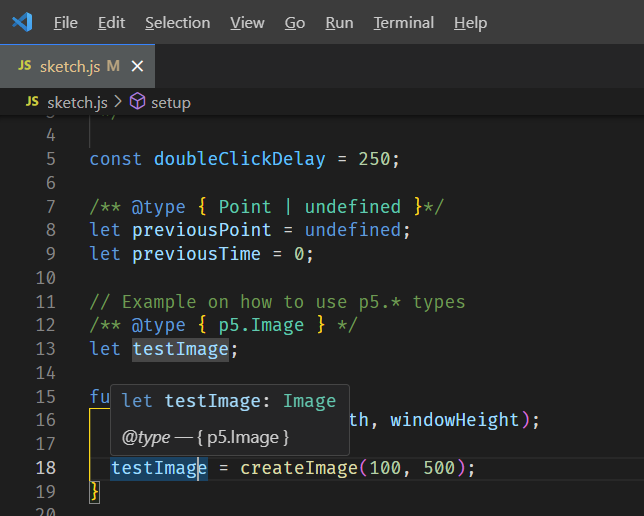 File Edit Selection View Go Run Terminal Help
JS sketch.js M ×
JS sketch.js > setup
4
5 const doubleClickDelay = 250;
6
7 /** @type { Point | undefined }*/
8 let previousPoint = undefined;
9 let previousTime = 0;
10
11 // Example on how to use p5.* types
12 /** @type { p5.Image } */
13 let testImage;
14
15 fu
let testImage: Image
16 th, windowHeight);
@type — { p5.Image }
17
18 testImage = createImage(100, 500);
19 }
20